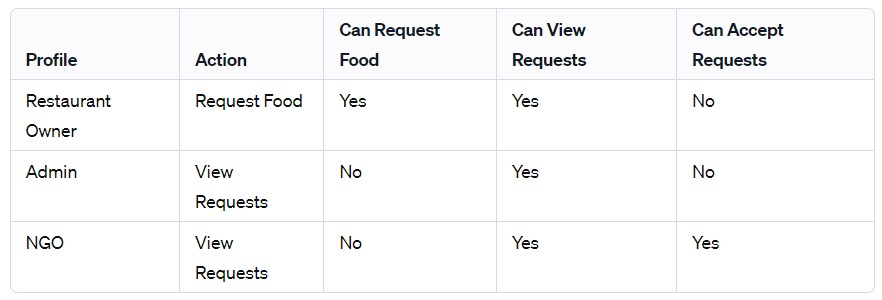 Profile Action Can Request Food Can View Requests Can Accept Requests
Restaurant Owner Request Food Yes Yes No
Admin View Requests No Yes No
NGO View Requests No Yes Yes